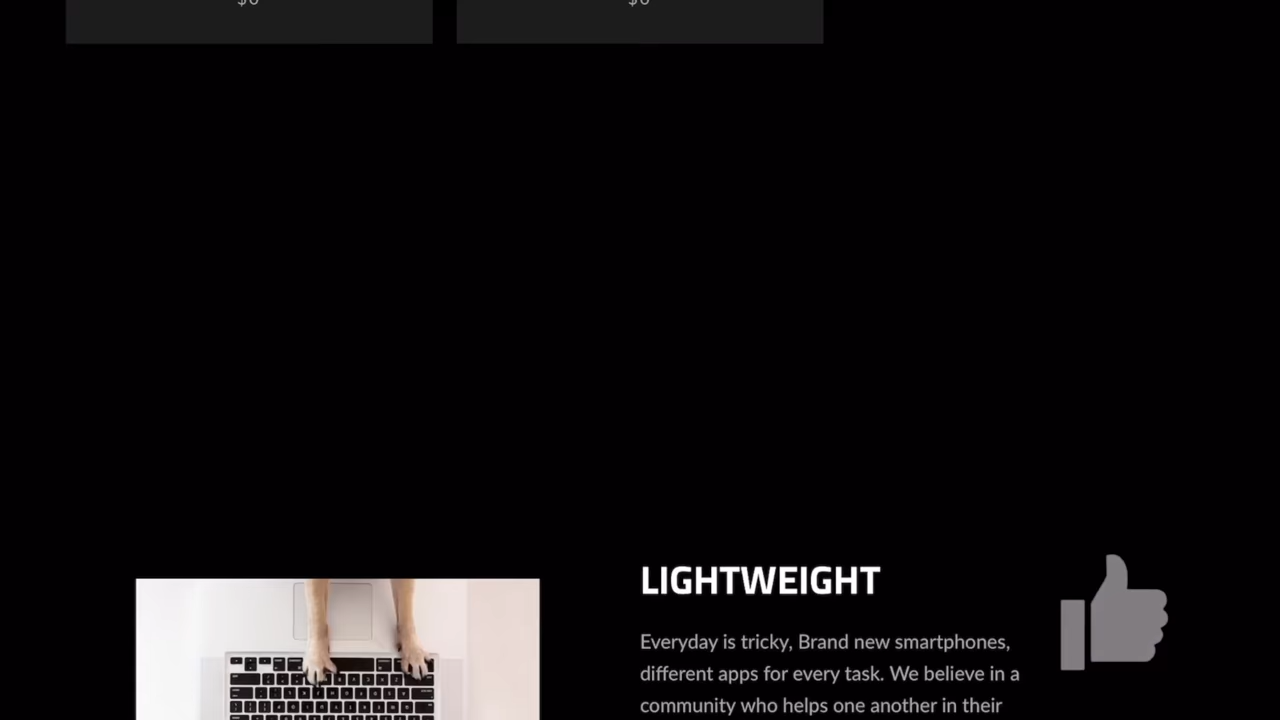 LIGHTWEIGHT
Everyday is tricky, Brand new smartphones,
different apps for every task. We believe in a
community who helps one another in their